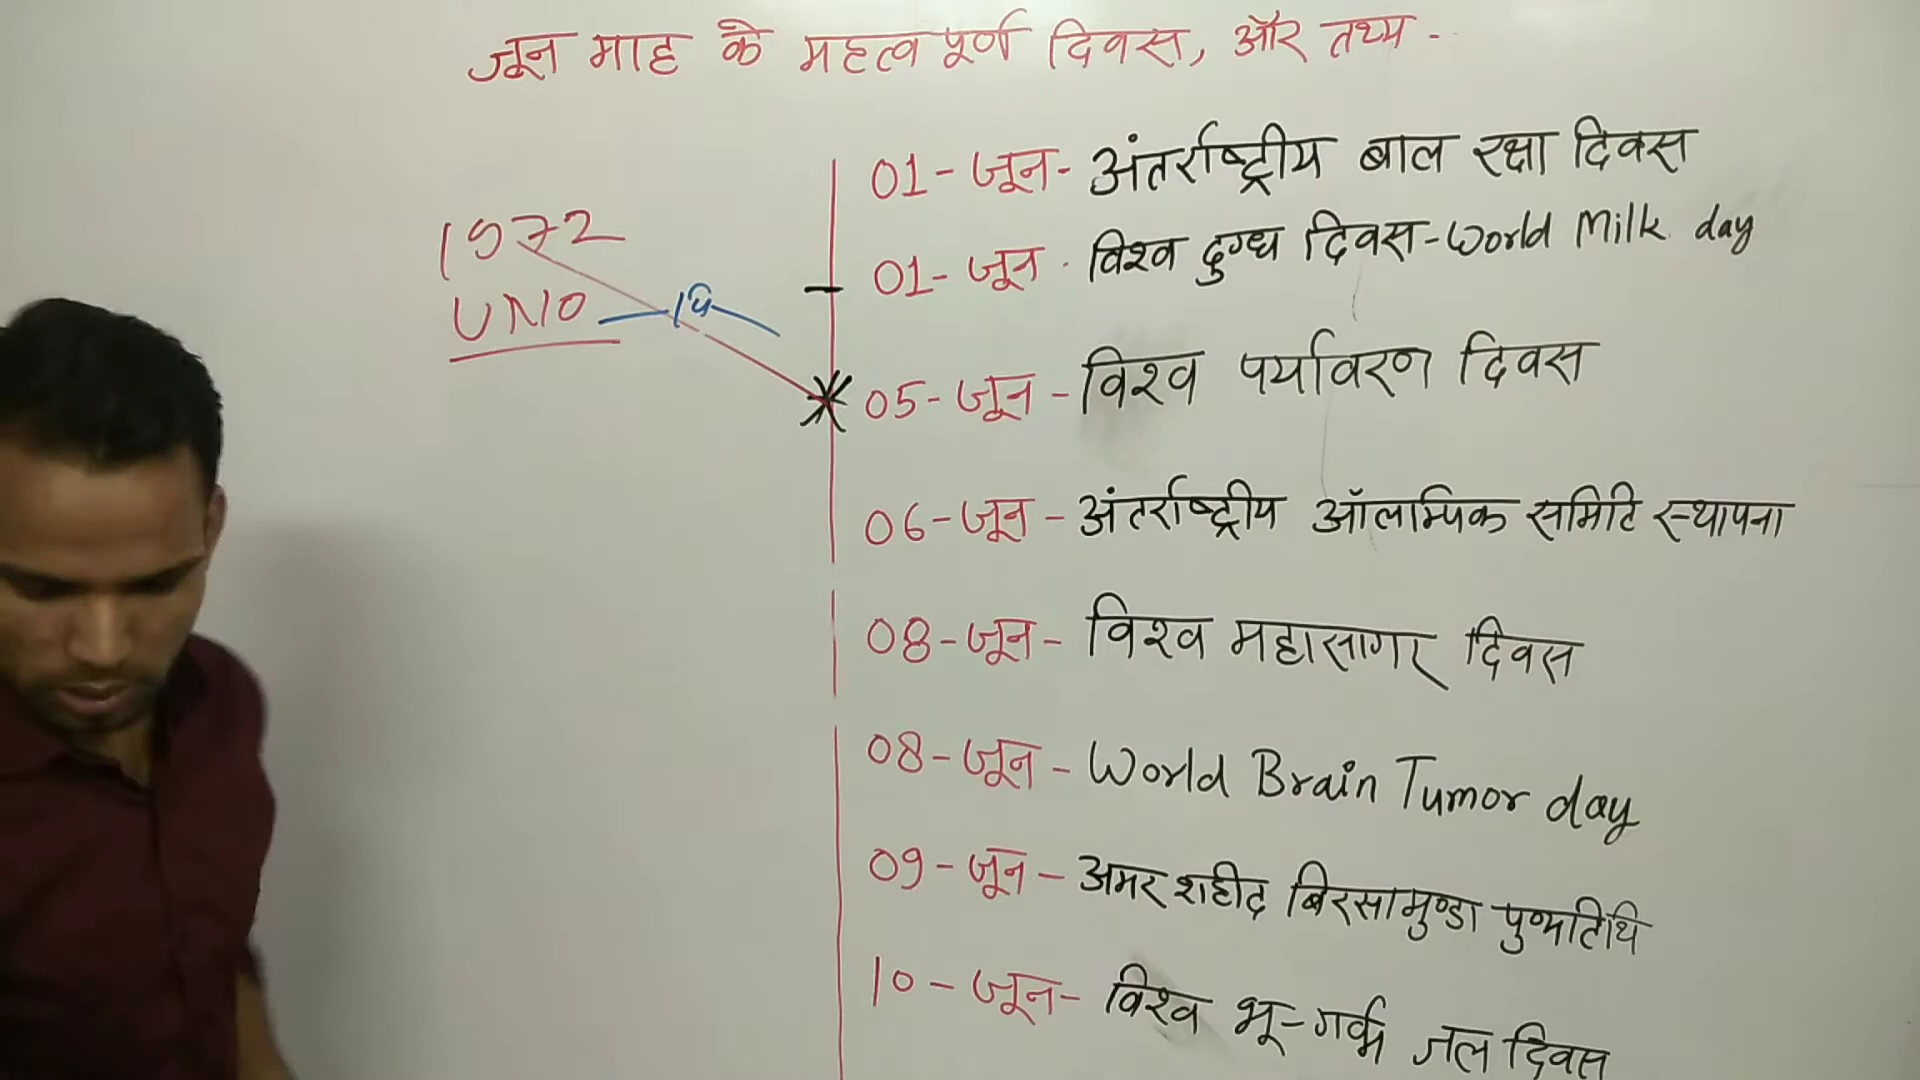 जून माह के महत्व पूर्ण दिवस, और तथ्य -
1972
UNO
01 - जून - अंतर्राष्ट्रीय बाल रक्षा दिवस
01 - जून - विश्व दुग्ध दिवस - World Milk day
05 - जून - विश्व पर्यावरण दिवस
06 - जून - अंतर्राष्ट्रीय ऑलम्पिक समिटि स्थापना
08 - जून - विश्व महासागर दिवस
08 - जून - World Brain Tumor day
09 - जून - अमर शहीद बिरसामुण्डा पुण्यतिथि
10 - जून - विश्व भू - जल दिवस